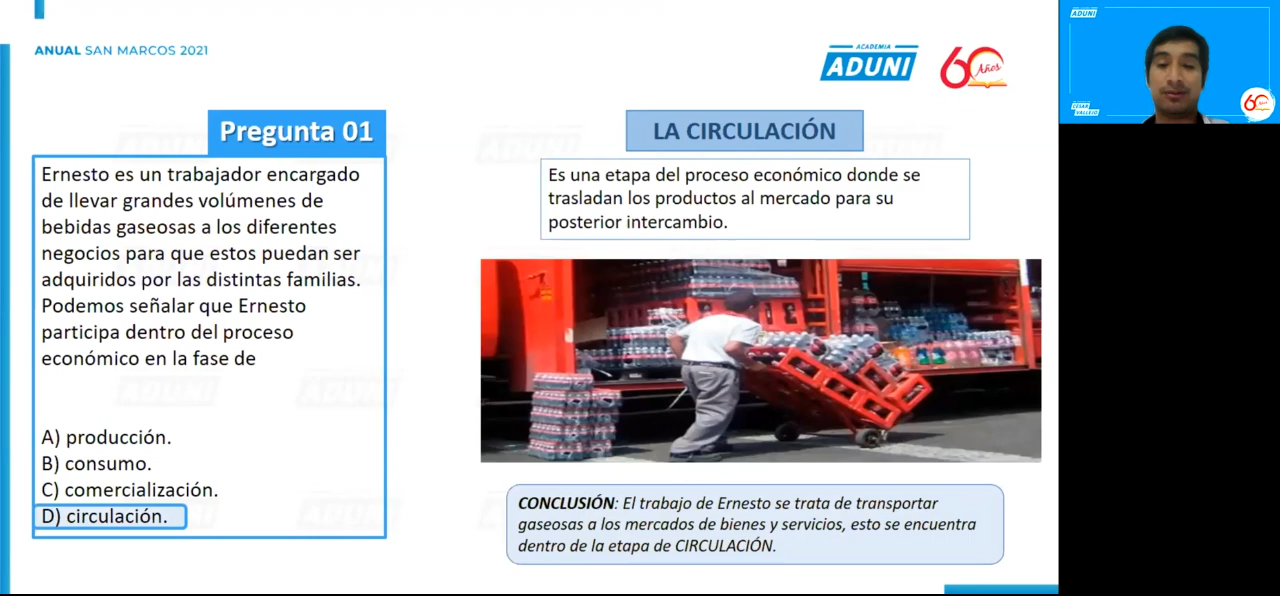 ANUAL SAN MARCOS 2021
ACADEMIA
ADUNI
60 Años
Pregunta 01
Ernesto es un trabajador encargado
de llevar grandes volúmenes de
bebidas gaseosas a los diferentes
negocios para que estos puedan ser
adquiridos por las distintas familias.
Podemos señalar que Ernesto
participa dentro del proceso
económico en la fase de
A) producción.
B) consumo.
C) comercialización.
D) circulación.
LA CIRCULACIÓN
Es una etapa del proceso económico donde se
trasladan los productos al mercado para su
posterior intercambio.
CONCLUSIÓN: El trabajo de Ernesto se trata de transportar
gaseosas a los mercados de bienes y servicios, esto se encuentra
dentro de la etapa de CIRCULACIÓN.
ADUNI
CÉSAR
VALLEJO
60